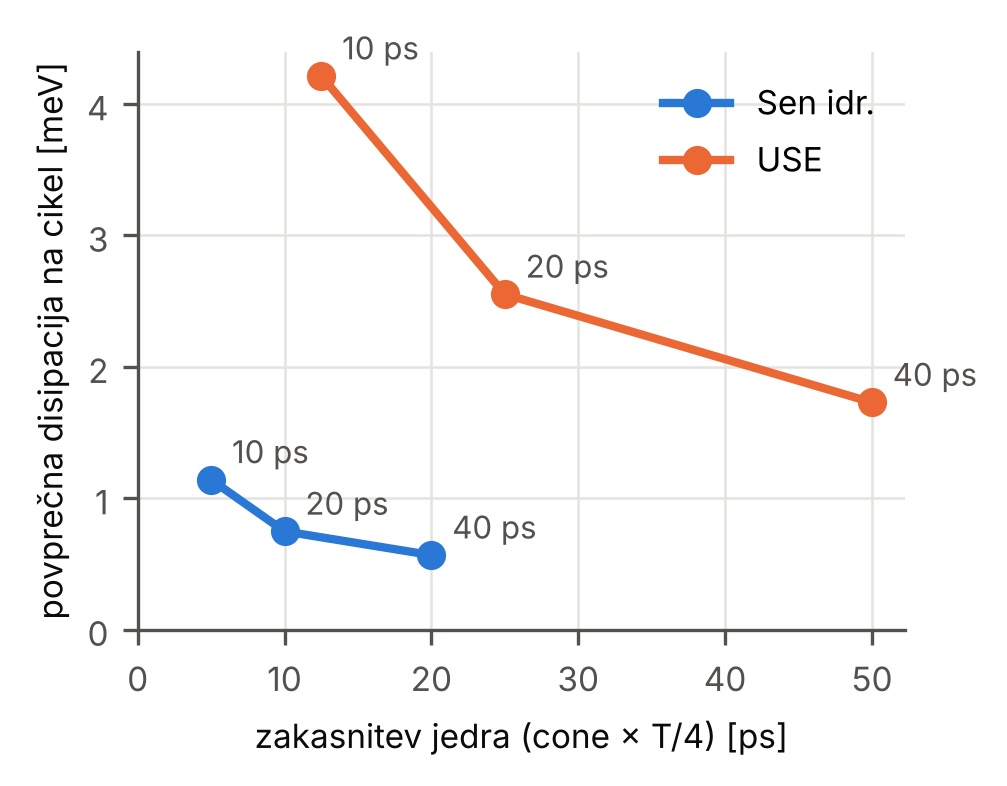 povprečna disipacija na cikel [meV]
4
3
2
1
0
10 ps
20 ps
40 ps
10 ps
20 ps
40 ps
Sen idr.
USE
0 10 20 30 40 50
zakasnitev jedra (cone × T/4) [ps]